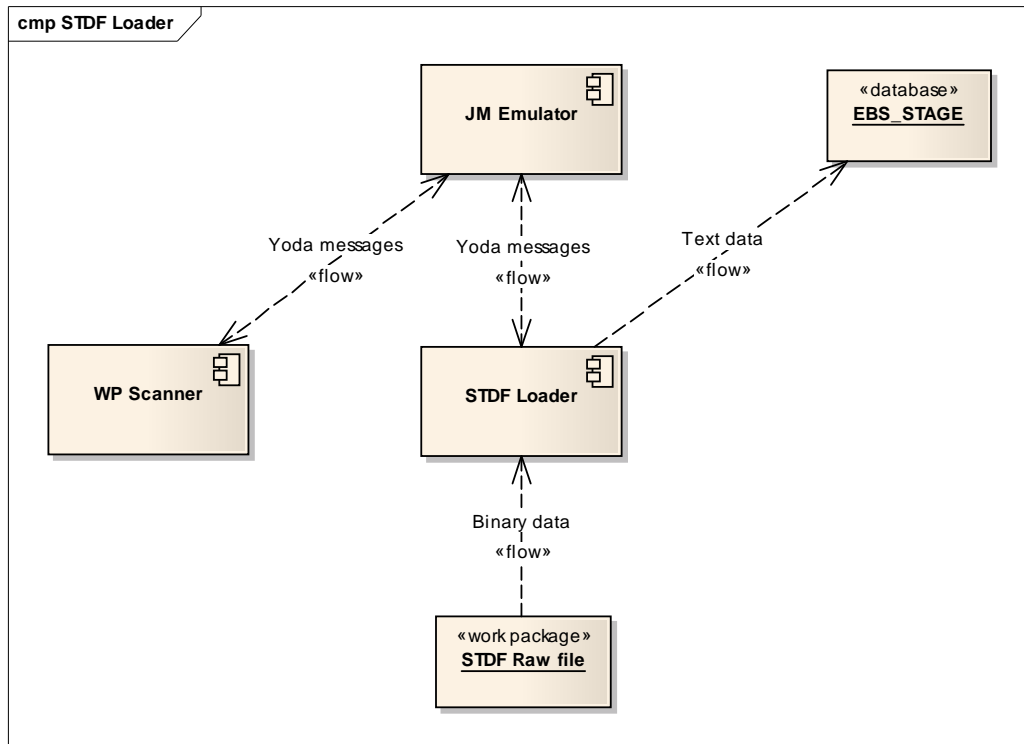 cmp STDF Loader
JM Emulator
«database»
EBS_STAGE
Yoda messages
«flow»
Yoda messages
«flow»
Text data
«flow»
WP Scanner
STDF Loader
Binary data
«flow»
«work package»
STDF Raw file